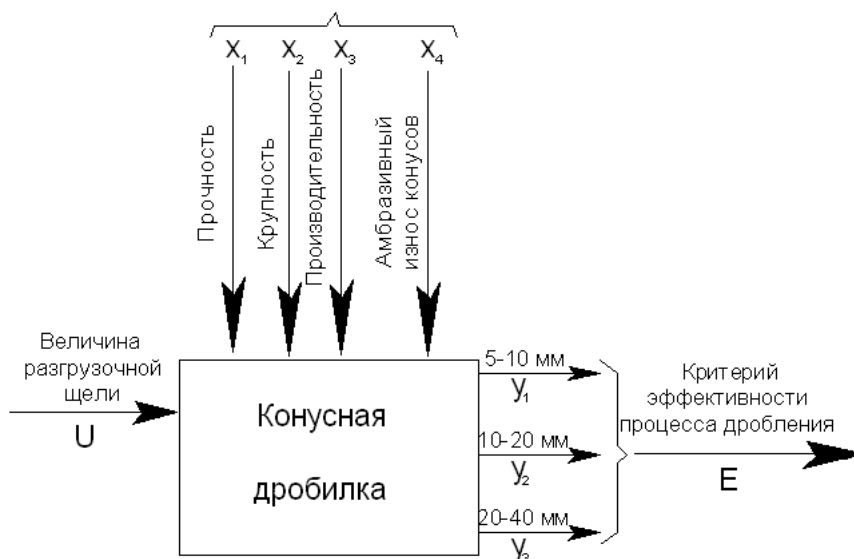 X1 X2 X3 X4
Прочность
Крупность
Производительность
Амбразивный
износ конусов
Величина
разгрузочной
щели
U
Конусная
дробилка
5-10 мм
y1
10-20 мм
y2
20-40 мм
y3
Критерий
эффективности
процесса дробления
E